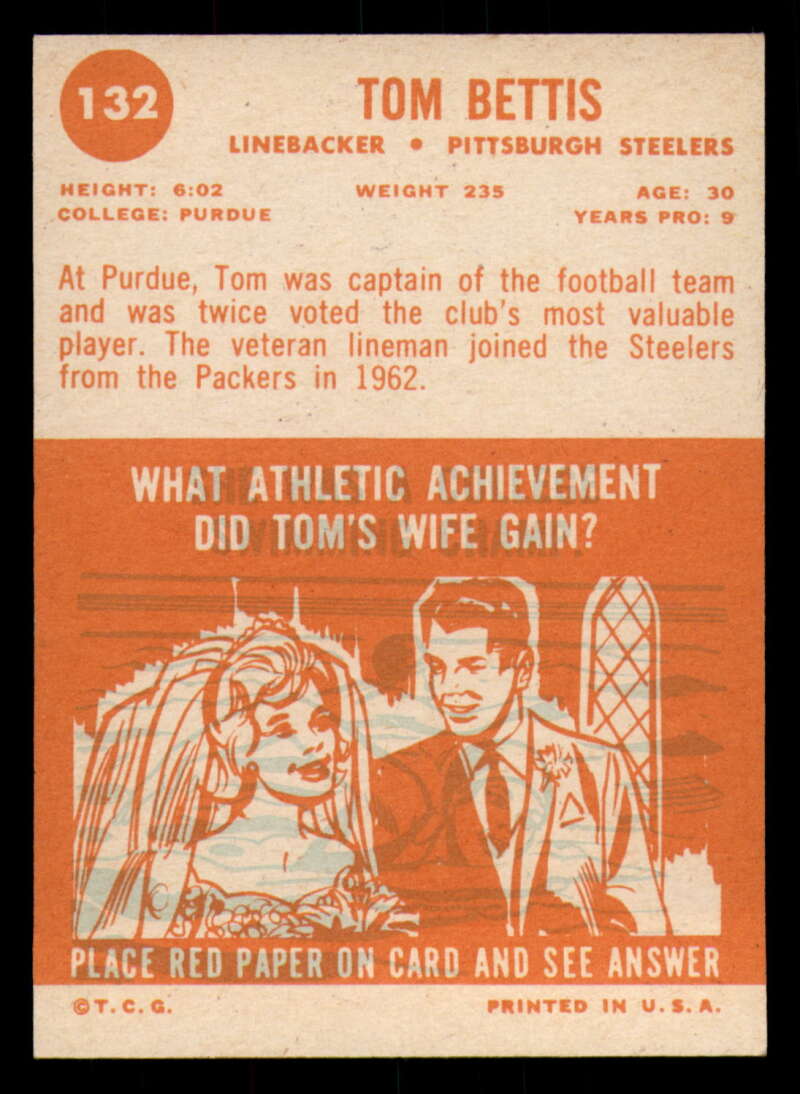 132
TOM BETTIS
LINEBACKER • PITTSBURGH STEELERS
HEIGHT: 6:02 WEIGHT 235 AGE: 30
COLLEGE: PURDUE YEARS PRO: 9
At Purdue, Tom was captain of the football team
and was twice voted the club's most valuable
player. The veteran lineman joined the Steelers
from the Packers in 1962.
WHAT ATHLETIC ACHIEVEMENT
DID TOM'S WIFE GAIN?
PLACE RED PAPER ON CARD AND SEE ANSWER
©T.C.G. PRINTED IN U.S.A.